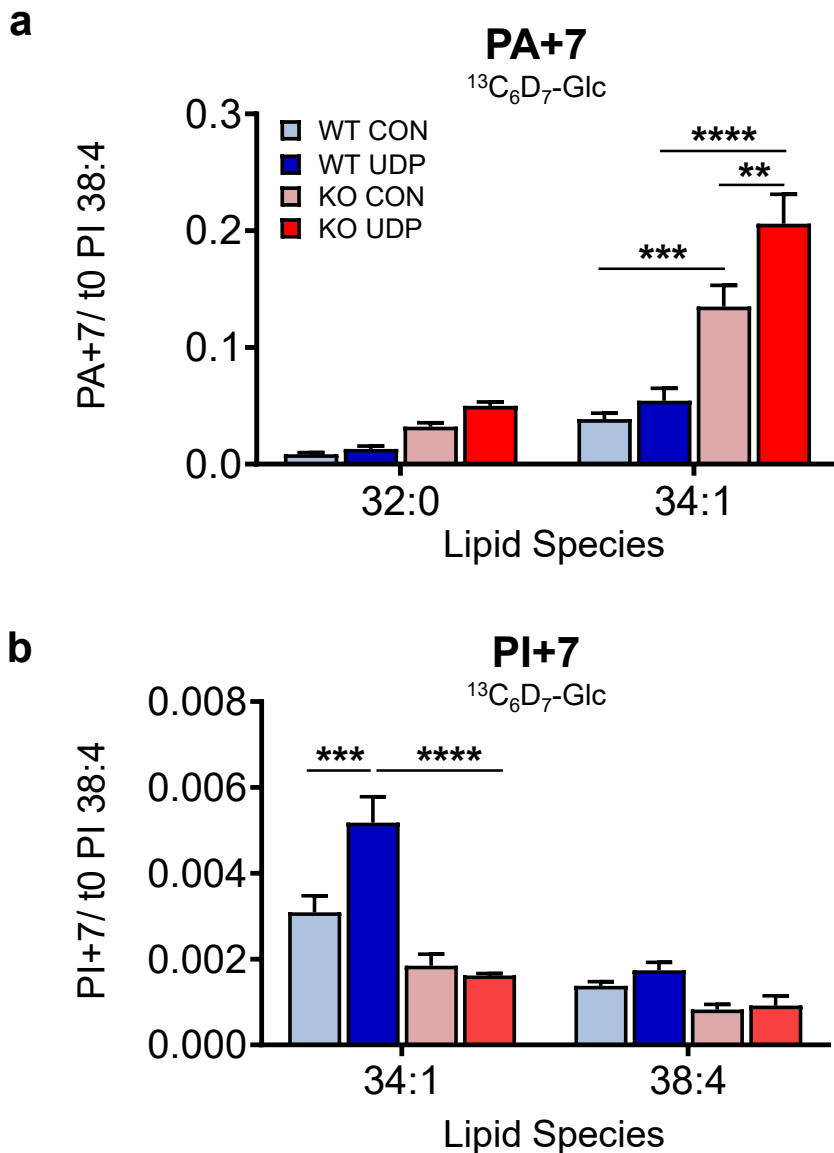 a
PA+7
¹³C₆D₇-Glc
PA+7/ t0 PI 38:4
0.3
0.2
0.1
0.0
WT CON
WT UDP
KO CON
KO UDP
****
**
***
32:0 34:1
Lipid Species
b
PI+7
¹³C₆D₇-Glc
PI+7/ t0 PI 38:4
0.008
0.006
0.004
0.002
0.000
*** ****
34:1 38:4
Lipid Species